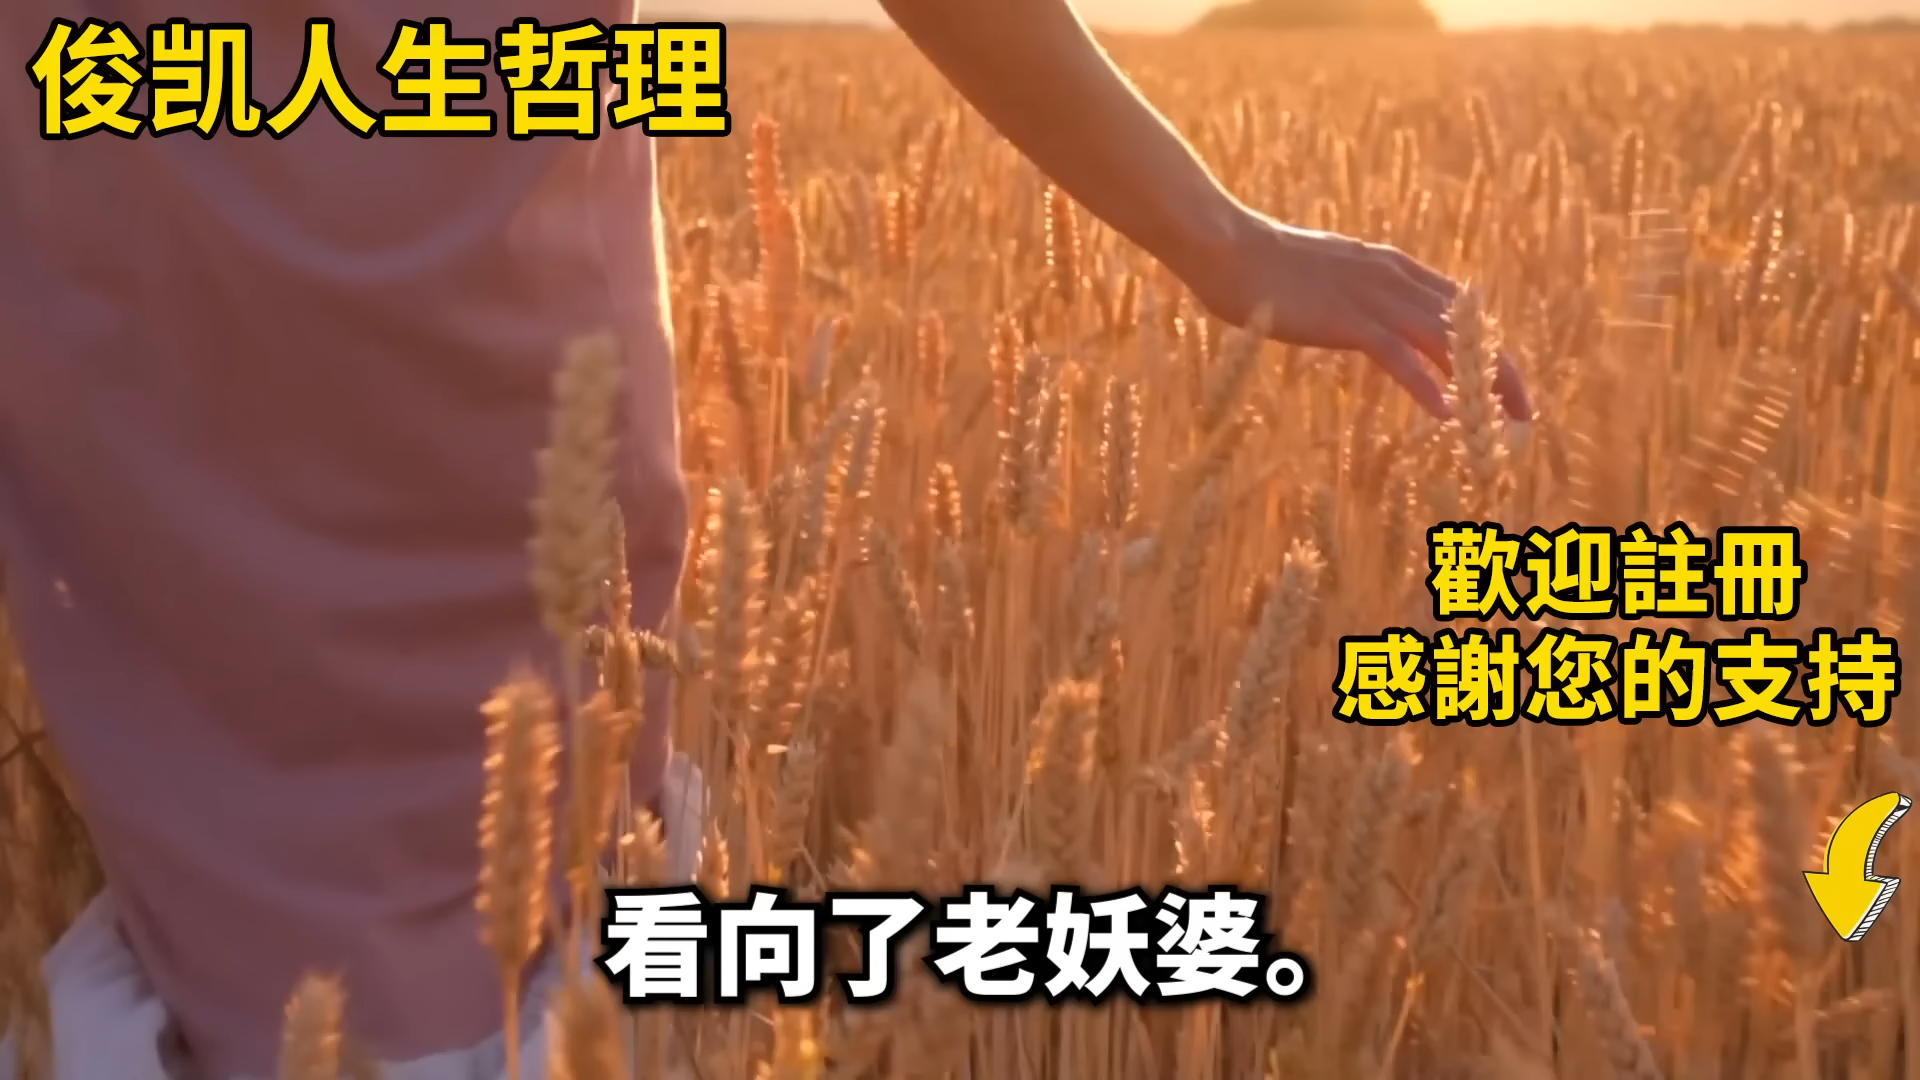 俊凯人生哲理
歡迎註冊
感謝您的支持
看向了老妖婆。